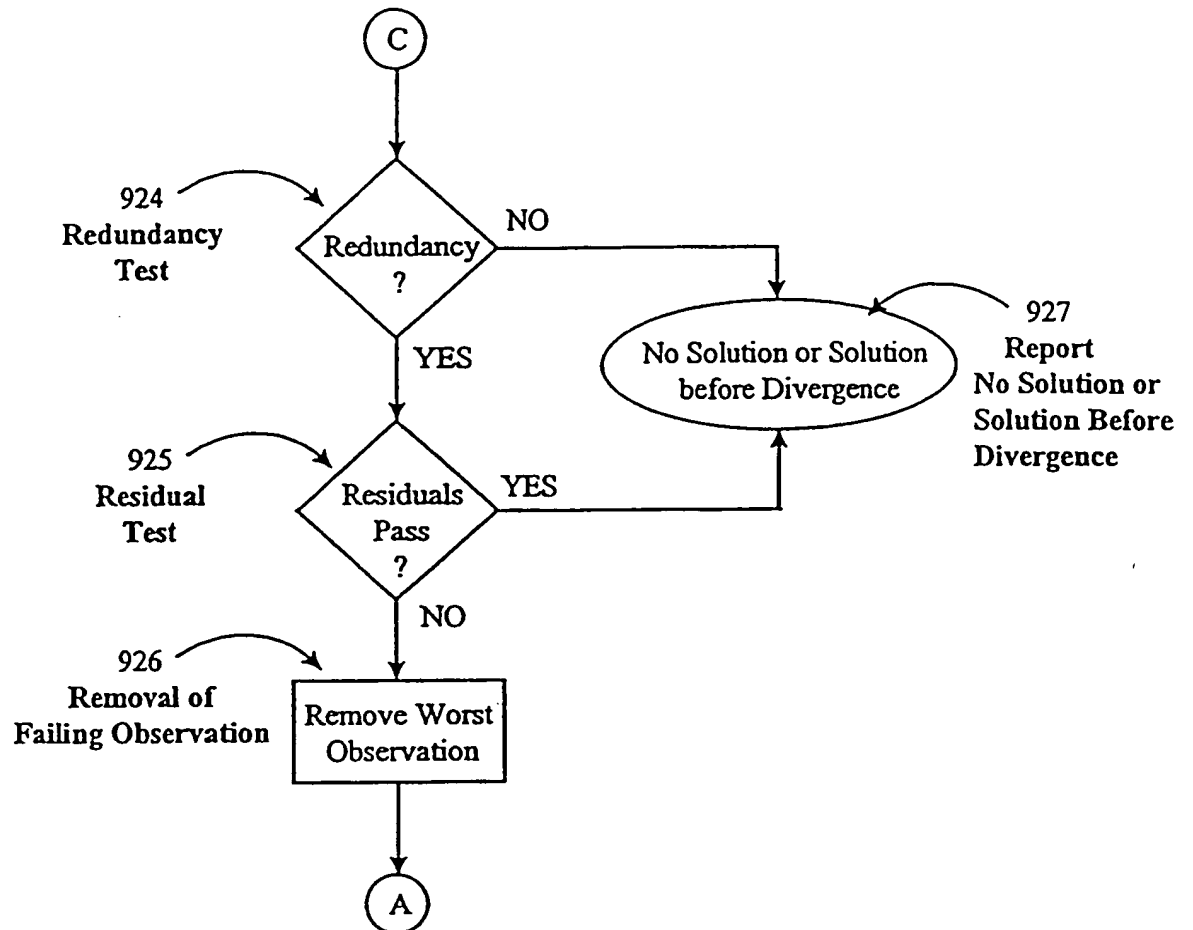 C
924
Redundancy
Test
Redundancy
?
NO
YES
No Solution or Solution
before Divergence
927
Report
No Solution or
Solution Before
Divergence
925
Residual
Test
Residuals
Pass
?
YES
NO
926
Removal of
Failing Observation
Remove Worst
Observation
A